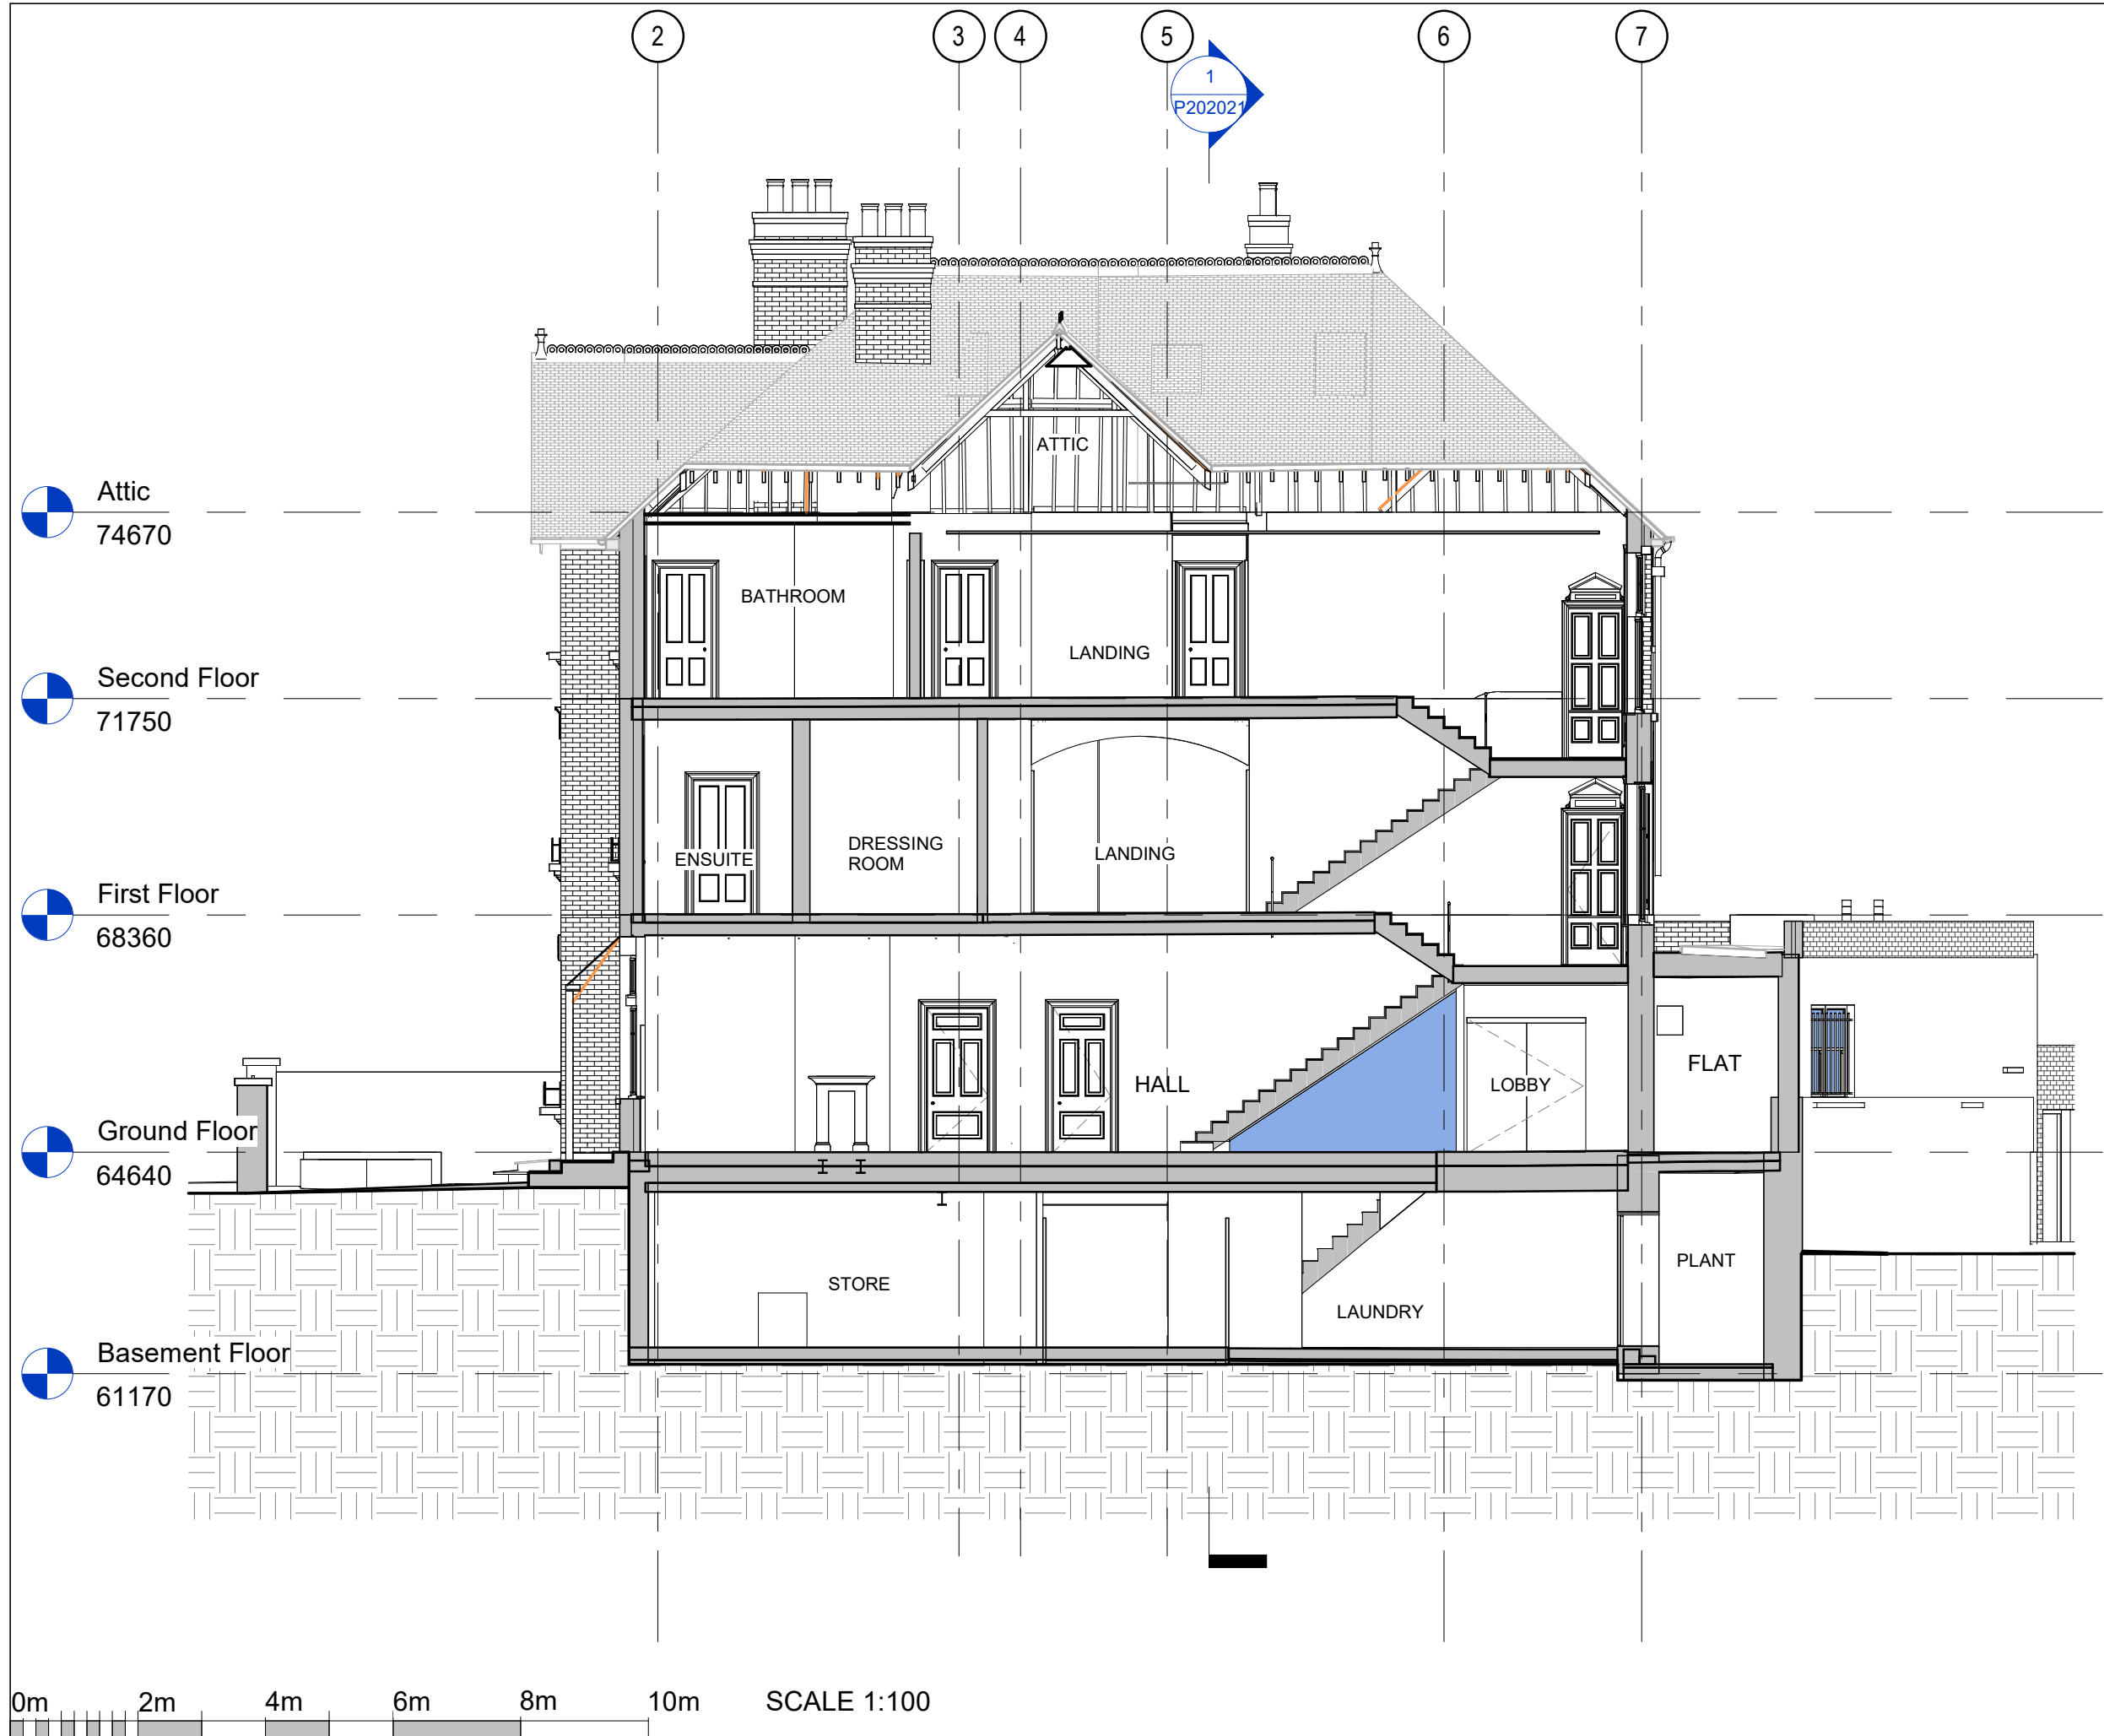 2
3
4
5
6
7
1
P202021
ATTIC
Attic
74670
BATHROOM
LANDING
Second Floor
71750
ENSUITE
DRESSING
ROOM
LANDING
First Floor
68360
HALL
LOBBY
FLAT
Ground Floor
64640
STORE
LAUNDRY
PLANT
Basement Floor
61170
0m
2m
4m
6m
8m
10m
SCALE 1:100